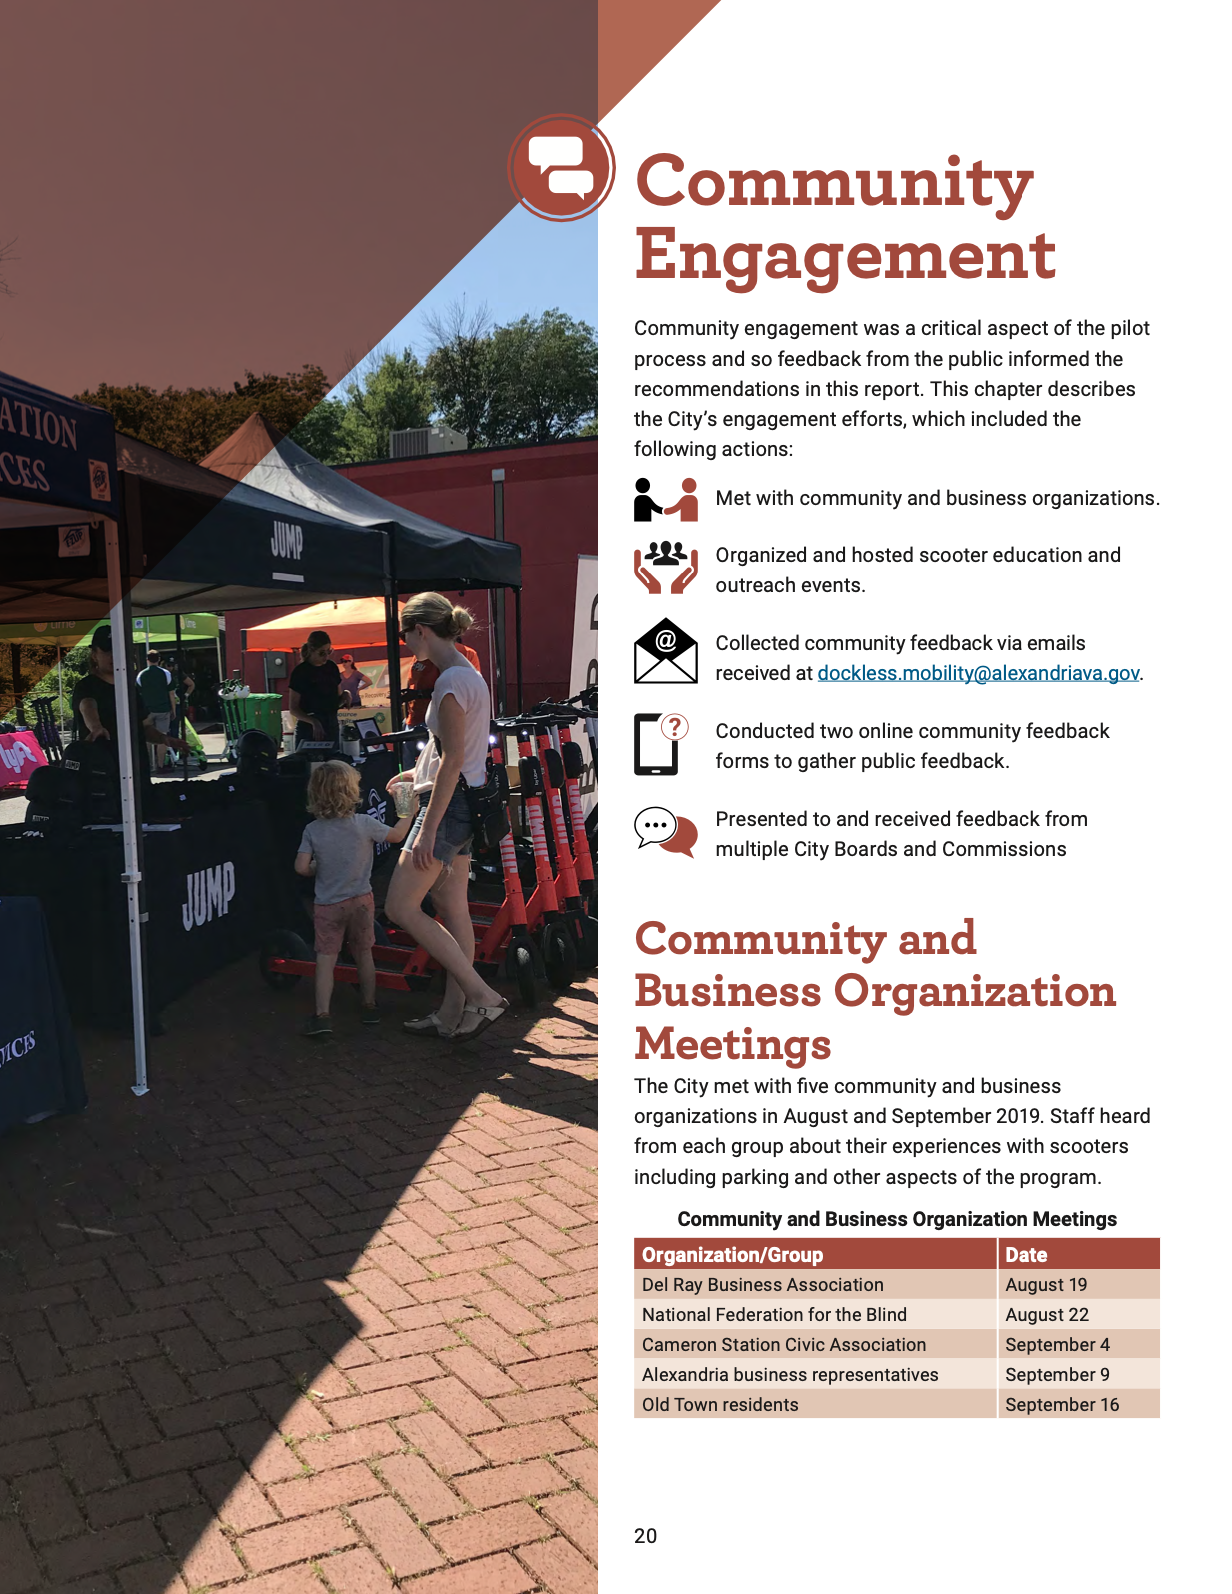 ATION
CES
JUMP
lime
lyft
JUMP
VICES
Community
Engagement
Community engagement was a critical aspect of the pilot
process and so feedback from the public informed the
recommendations in this report. This chapter describes
the City’s engagement efforts, which included the
following actions:
Met with community and business organizations.
Organized and hosted scooter education and
outreach events.
@
Collected community feedback via emails
received at dockless.mobility@alexandriava.gov.
?
Conducted two online community feedback
forms to gather public feedback.
Presented to and received feedback from
multiple City Boards and Commissions
Community and
Business Organization
Meetings
The City met with five community and business
organizations in August and September 2019. Staff heard
from each group about their experiences with scooters
including parking and other aspects of the program.
Community and Business Organization Meetings
Organization/Group Date
Del Ray Business Association August 19
National Federation for the Blind August 22
Cameron Station Civic Association September 4
Alexandria business representatives September 9
Old Town residents September 16
20